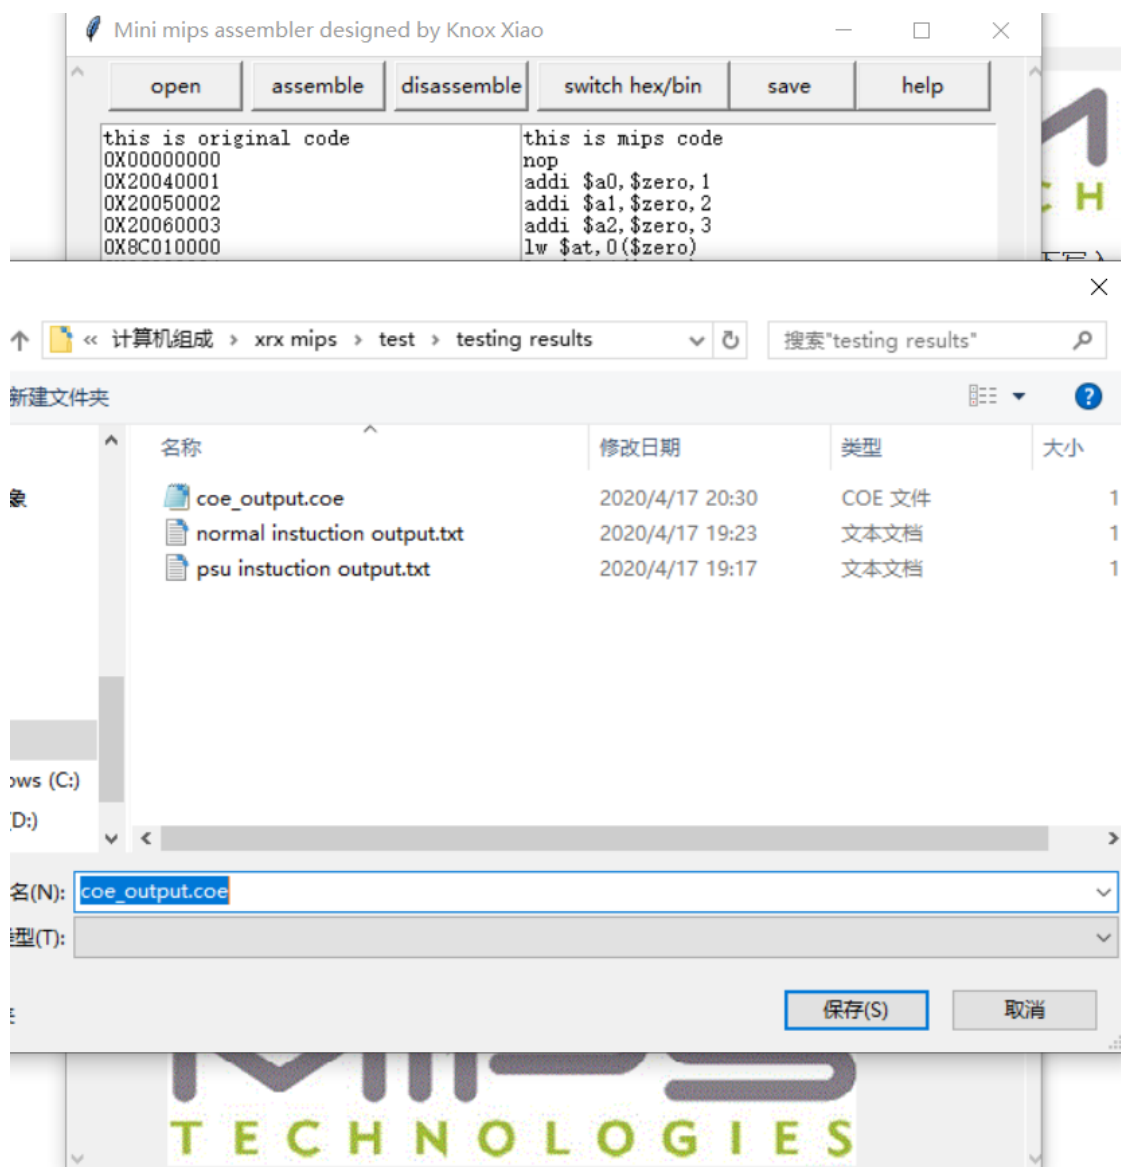 Mini mips assembler designed by Knox Xiao
open assemble disassemble switch hex/bin save help
this is original code this is mips code
0X00000000 nop
0X20040001 addi $a0,$zero,1
0X20050002 addi $a1,$zero,2
0X20060003 addi $a2,$zero,3
0X8C010000 lw $at,0($zero)
C H
« 计算机组成 › xrx mips › test › testing results 搜索"testing results"
新建文件夹 ?
名称 修改日期 类型 大小
象
coe_output.coe 2020/4/17 20:30 COE 文件 1
normal instuction output.txt 2020/4/17 19:23 文本文档 1
psu instuction output.txt 2020/4/17 19:17 文本文档 1
ows (C:)
(D:)
名(N): coe_output.coe
类型(T):
保存(S) 取消
MIPS
TECHNOLOGIES